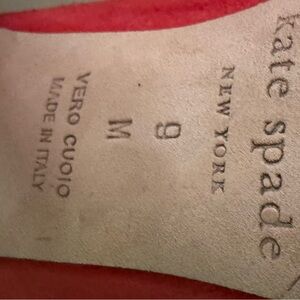 kate spade
NEW YORK
9
M
VERO CUOIO
MADE IN ITALY